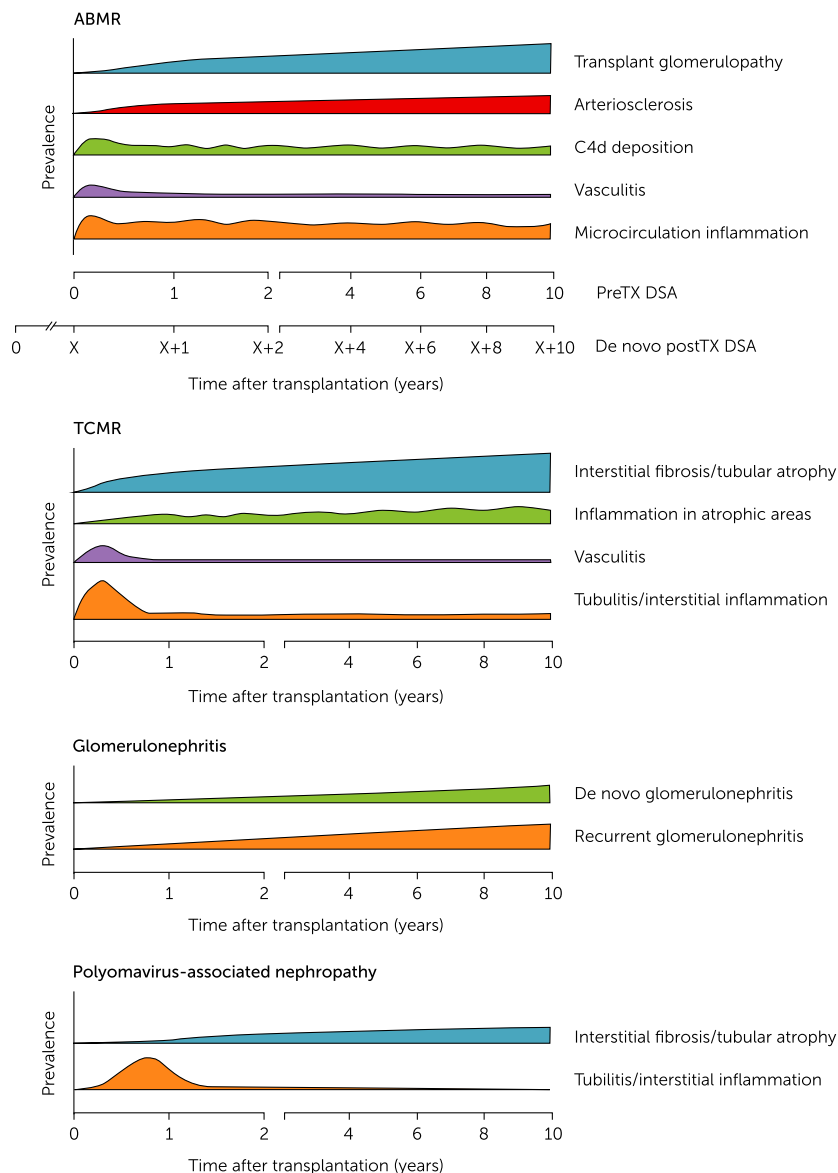 ABMR
Prevalence
Transplant glomerulopathy
Arteriosclerosis
C4d deposition
Vasculitis
Microcirculation inflammation
0 1 2 4 6 8 10 PreTX DSA
0 X X+1 X+2 X+4 X+6 X+8 X+10 De novo postTX DSA
Time after transplantation (years)
TCMR
Prevalence
Interstitial fibrosis/tubular atrophy
Inflammation in atrophic areas
Vasculitis
Tubulitis/interstitial inflammation
0 1 2 4 6 8 10
Time after transplantation (years)
Glomerulonephritis
Prevalence
De novo glomerulonephritis
Recurrent glomerulonephritis
0 1 2 4 6 8 10
Time after transplantation (years)
Polyomavirus-associated nephropathy
Prevalence
Interstitial fibrosis/tubular atrophy
Tubilitis/interstitial inflammation
0 1 2 4 6 8 10
Time after transplantation (years)